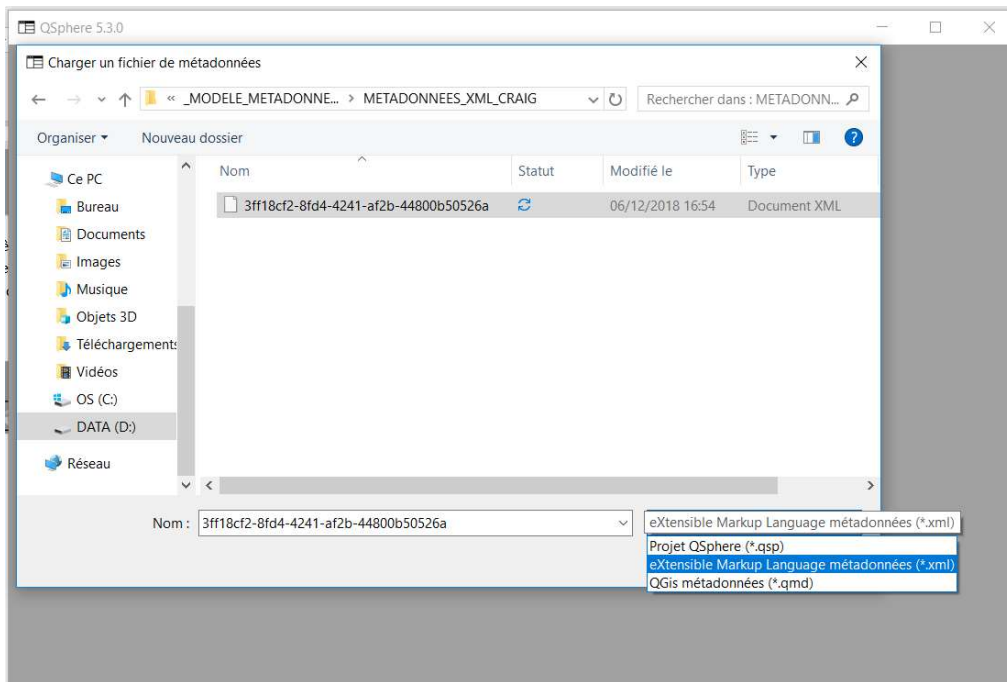 QSphere 5.3.0
Charger un fichier de métadonnées
« _MODELE_METADONNE... > METADONNEES_XML_CRAIG
Rechercher dans : METADONN...
Organiser Nouveau dossier
Nom Statut Modifié le Type
Ce PC
3ff18cf2-8fd4-4241-af2b-44800b50526a 06/12/2018 16:54 Document XML
Bureau
Documents
Images
Musique
Objets 3D
Téléchargements
Vidéos
OS (C:)
DATA (D:)
Réseau
Nom : 3ff18cf2-8fd4-4241-af2b-44800b50526a eXtensible Markup Language métadonnées (*.xml)
Projet QSphere (*.qsp)
eXtensible Markup Language métadonnées (*.xml)
QGis métadonnées (*.qmd)